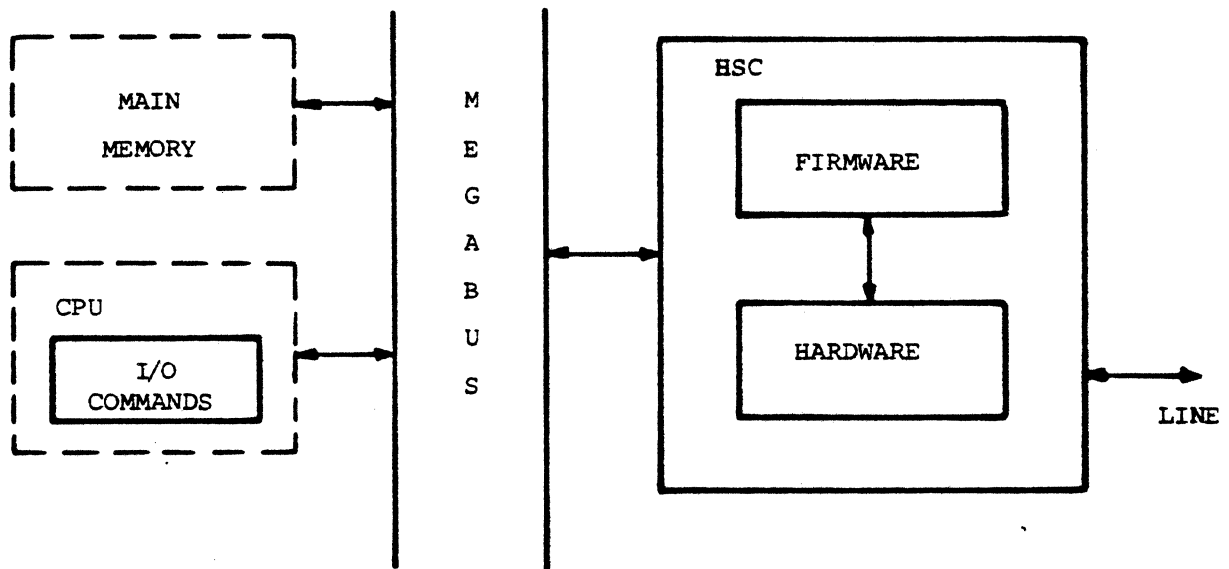 MAIN
MEMORY
CPU
I/O
COMMANDS
M
E
G
A
B
U
S
HSC
FIRMWARE
HARDWARE
LINE